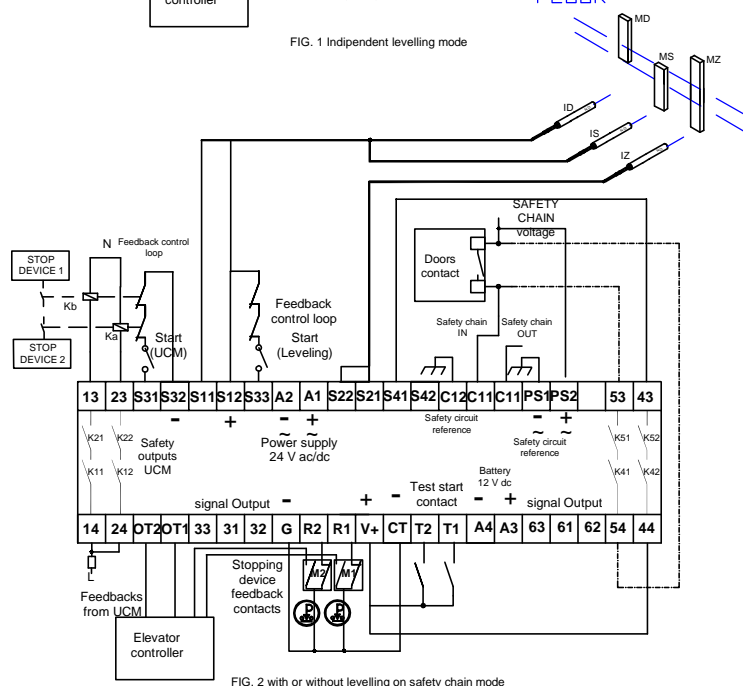 controller
FLOOR
FIG. 1 Indipendent levelling mode
MD
MS
MZ
ID
IS
IZ
SAFETY
CHAIN
voltage
N
Feedback control
loop
STOP
DEVICE 1
Kb
Ka
STOP
DEVICE 2
Start
(UCM)
Feedback
control loop
Start
(Leveling)
Doors
contact
Safety chain
IN
Safety chain
OUT
13 23 S31 S32 S11 S12 S33 A2 A1 S22 S21 S41 S42 C12 C11 C11 PS1 PS2 53 43
- + - + - +
~ ~ ~ ~
K21 K22
K11 K12
Safety
outputs
UCM
Power supply
24 V ac/dc
Safety circuit
reference
Safety circuit
reference
K51 K52
K41 K42
signal Output - + -
Test start
contact
Battery
12 V dc
- +
signal Output
14 24 OT2 OT1 33 31 32 G R2 R1 V+ CT T2 T1 A4 A3 63 61 62 54 44
L
Feedbacks
from UCM
Stopping
device
feedback
contacts
M2 M1
P P
Elevator
controller
FIG. 2 with or without levelling on safety chain mode